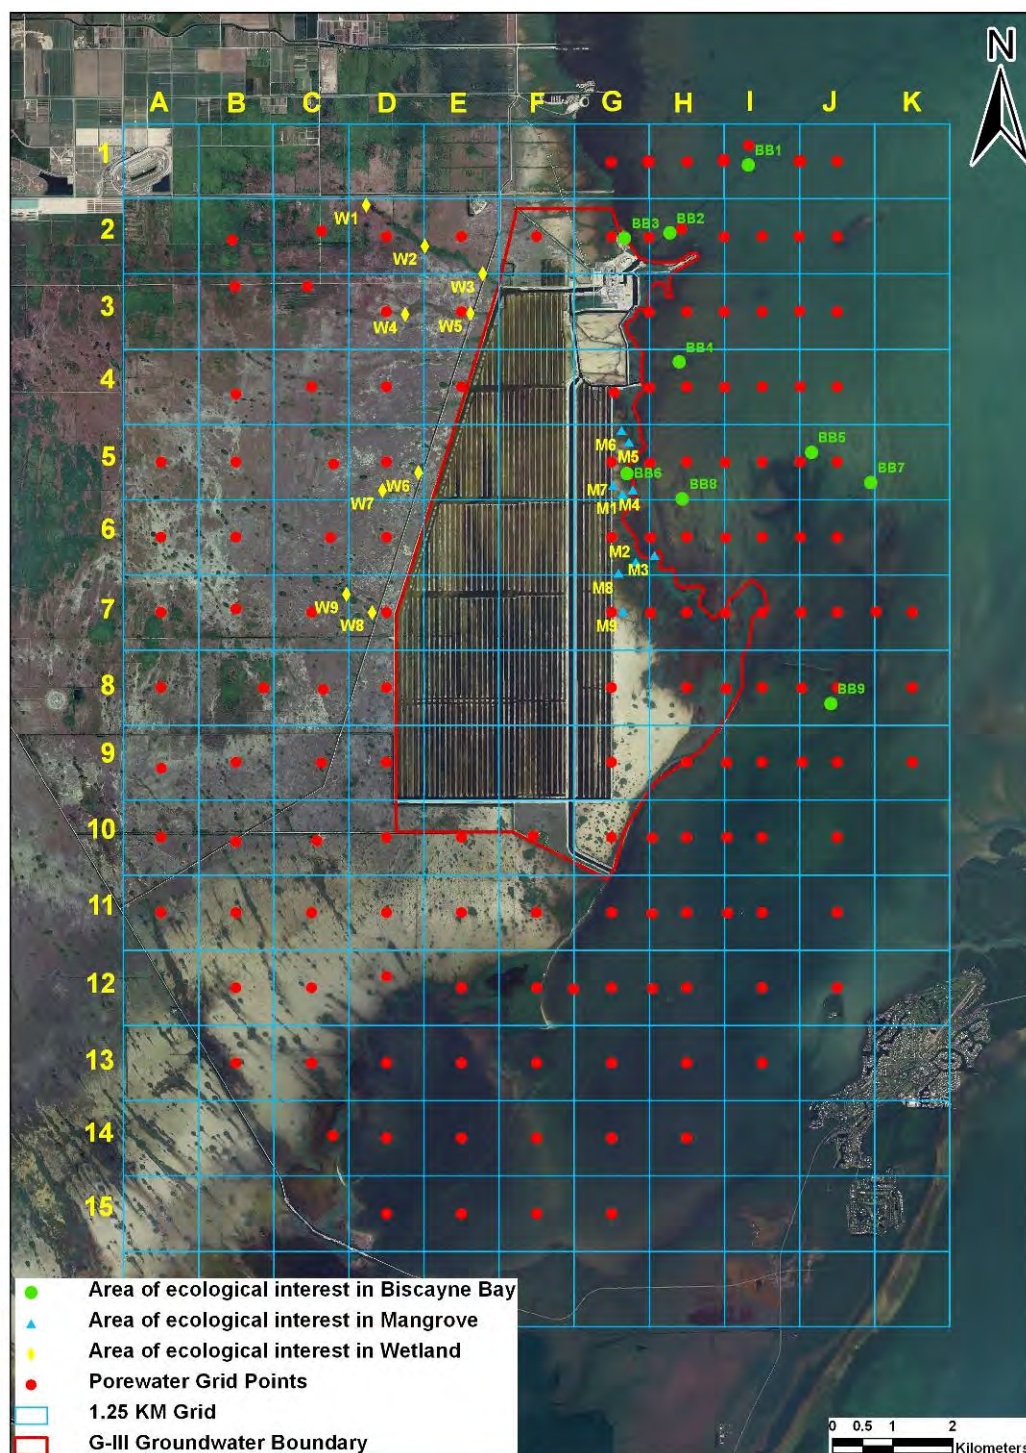 N
A B C D E F G H I J K
1
BB1
W1
2
BB3 BB2
W2
W3
3
W4 W5
BB4
4
M6
5
M5
BB5
W6
BB6
BB7
M7
W7
BB8
M1 M4
6
M2
M3
M8
W9
7
W8
M9
8
BB9
9
10
11
12
13
14
15
Area of ecological interest in Biscayne Bay
Area of ecological interest in Mangrove
Area of ecological interest in Wetland
Porewater Grid Points
1.25 KM Grid
G-III Groundwater Boundary
0 0.5 1 2
Kilometers